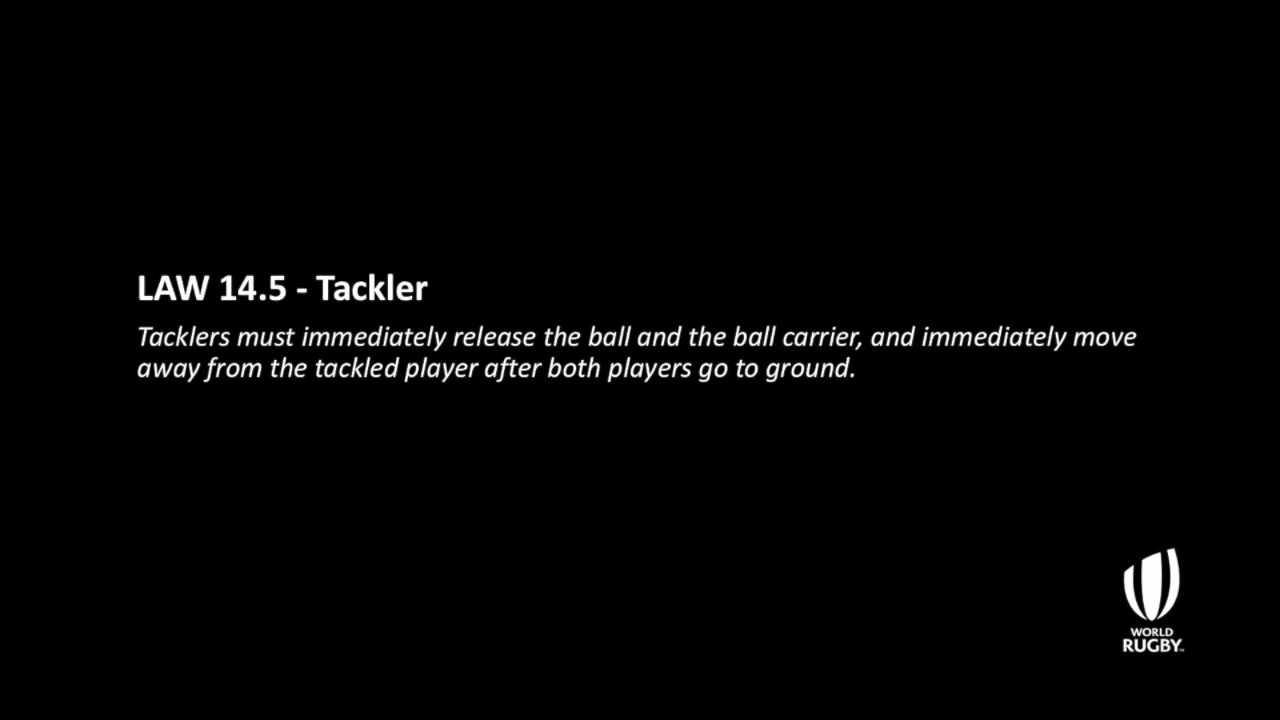 LAW 14.5 - Tackler
Tacklers must immediately release the ball and the ball carrier, and immediately move
away from the tackled player after both players go to ground.
WORLD
RUGBY™